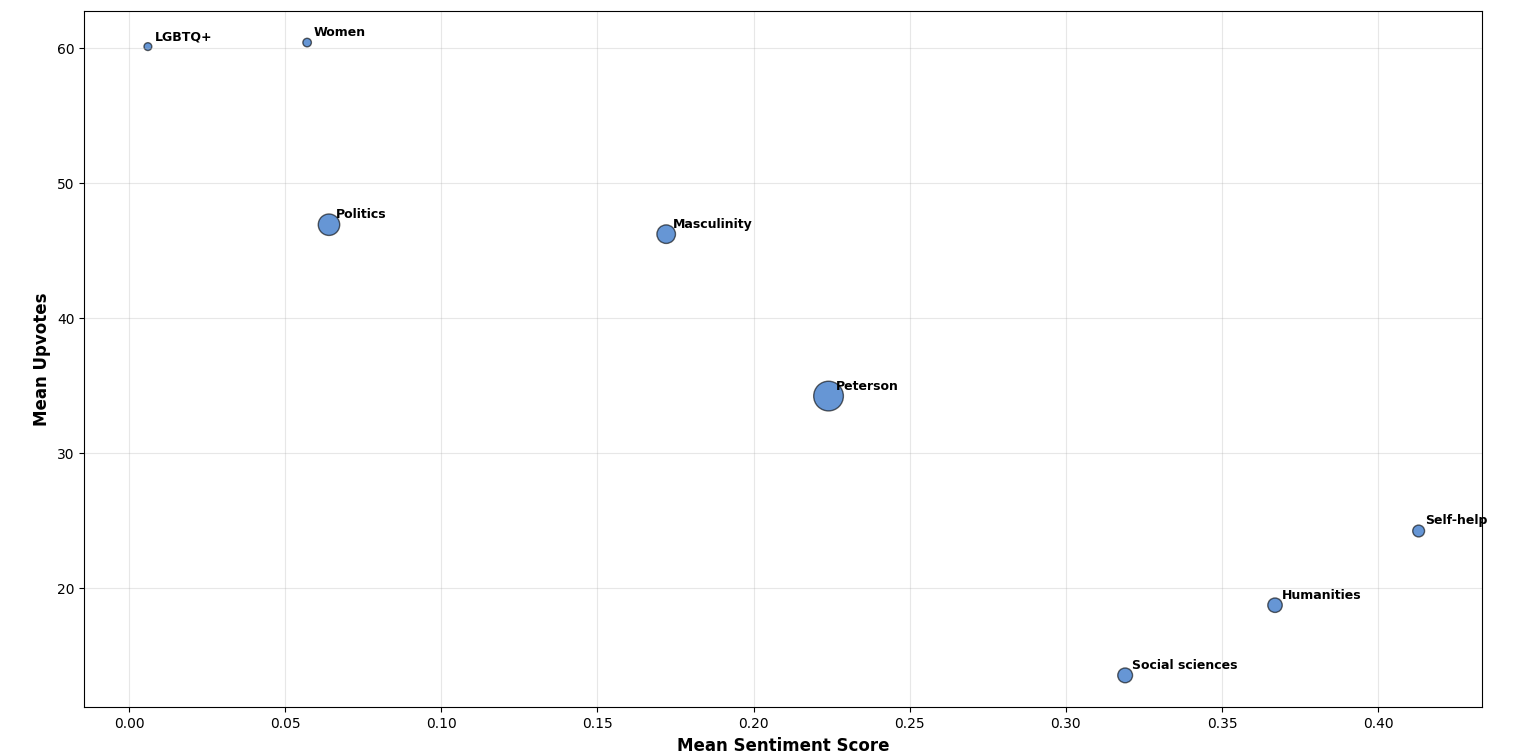 LGBTQ+
Women
Politics
Masculinity
Peterson
Self-help
Humanities
Social sciences
Mean Upvotes
60
50
40
30
20
0.00 0.05 0.10 0.15 0.20 0.25 0.30 0.35 0.40
Mean Sentiment Score